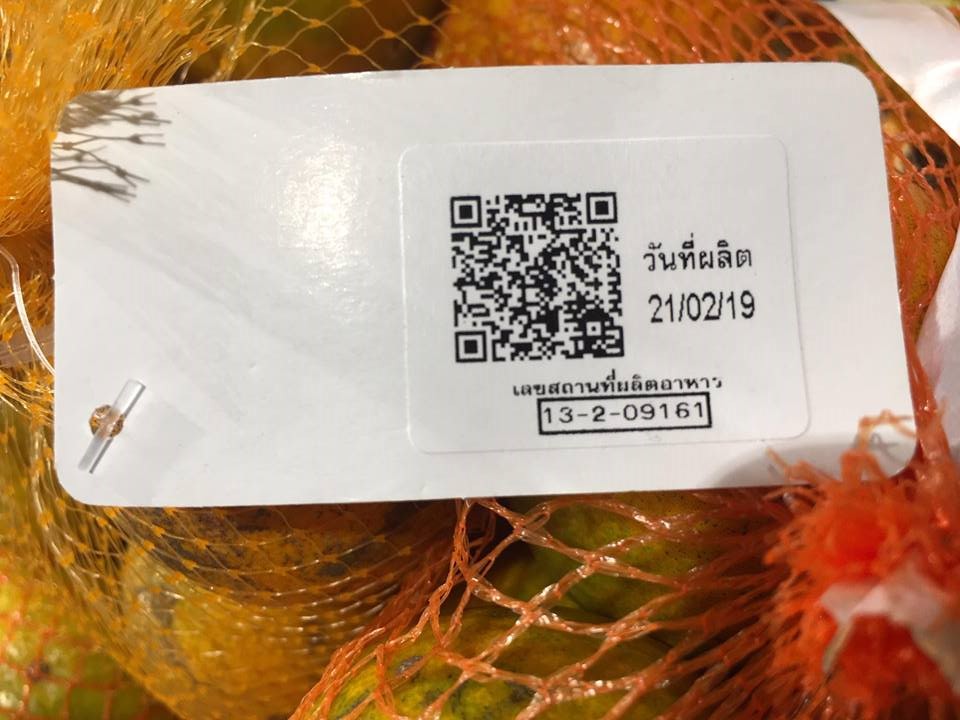 วันที่ผลิต
21/02/19
เลขสถานที่ผลิตอาหาร
13-2-09161